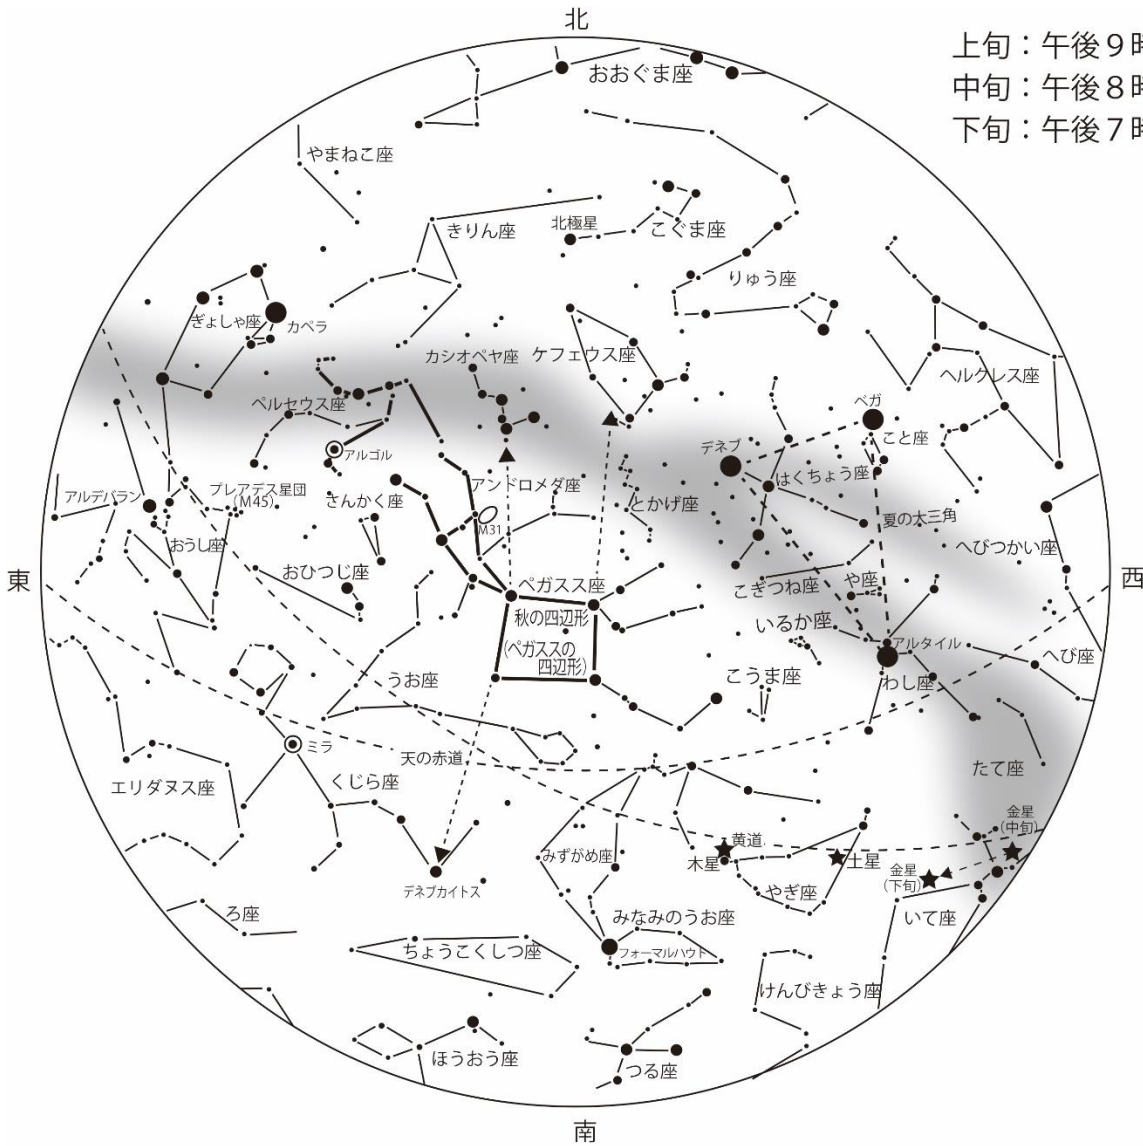 北
上旬：午後９時
中旬：午後８時
下旬：午後７時
おおぐま座
やまねこ座
きりん座
北極星
こぐま座
りゅう座
ぎょしゃ座
カペラ
カシオペヤ座
ケフェウス座
ヘルクレス座
ペルセウス座
ベガ
こと座
アルゴル
デネブ
はくちょう座
アルデバラン
プレアデス星団
（M45）
さんかく座
アンドロメダ座
M31
とかげ座
夏の大三角
へびつかい座
おうし座
おひつじ座
東
西
ペガスス座
こぎつね座
や座
秋の四辺形
（ペガススの
四辺形）
いるか座
アルタイル
わし座
へび座
こうま座
うお座
ミラ
天の赤道
たて座
エリダヌス座
くじら座
金星
（中旬）
黄道
木星
土星
金星
（下旬）
みずがめ座
やぎ座
いて座
デネブカイトス
ろ座
みなみのうお座
フォーマルハウト
ちょうこくしつ座
けんびきょう座
ほうおう座
つる座
南